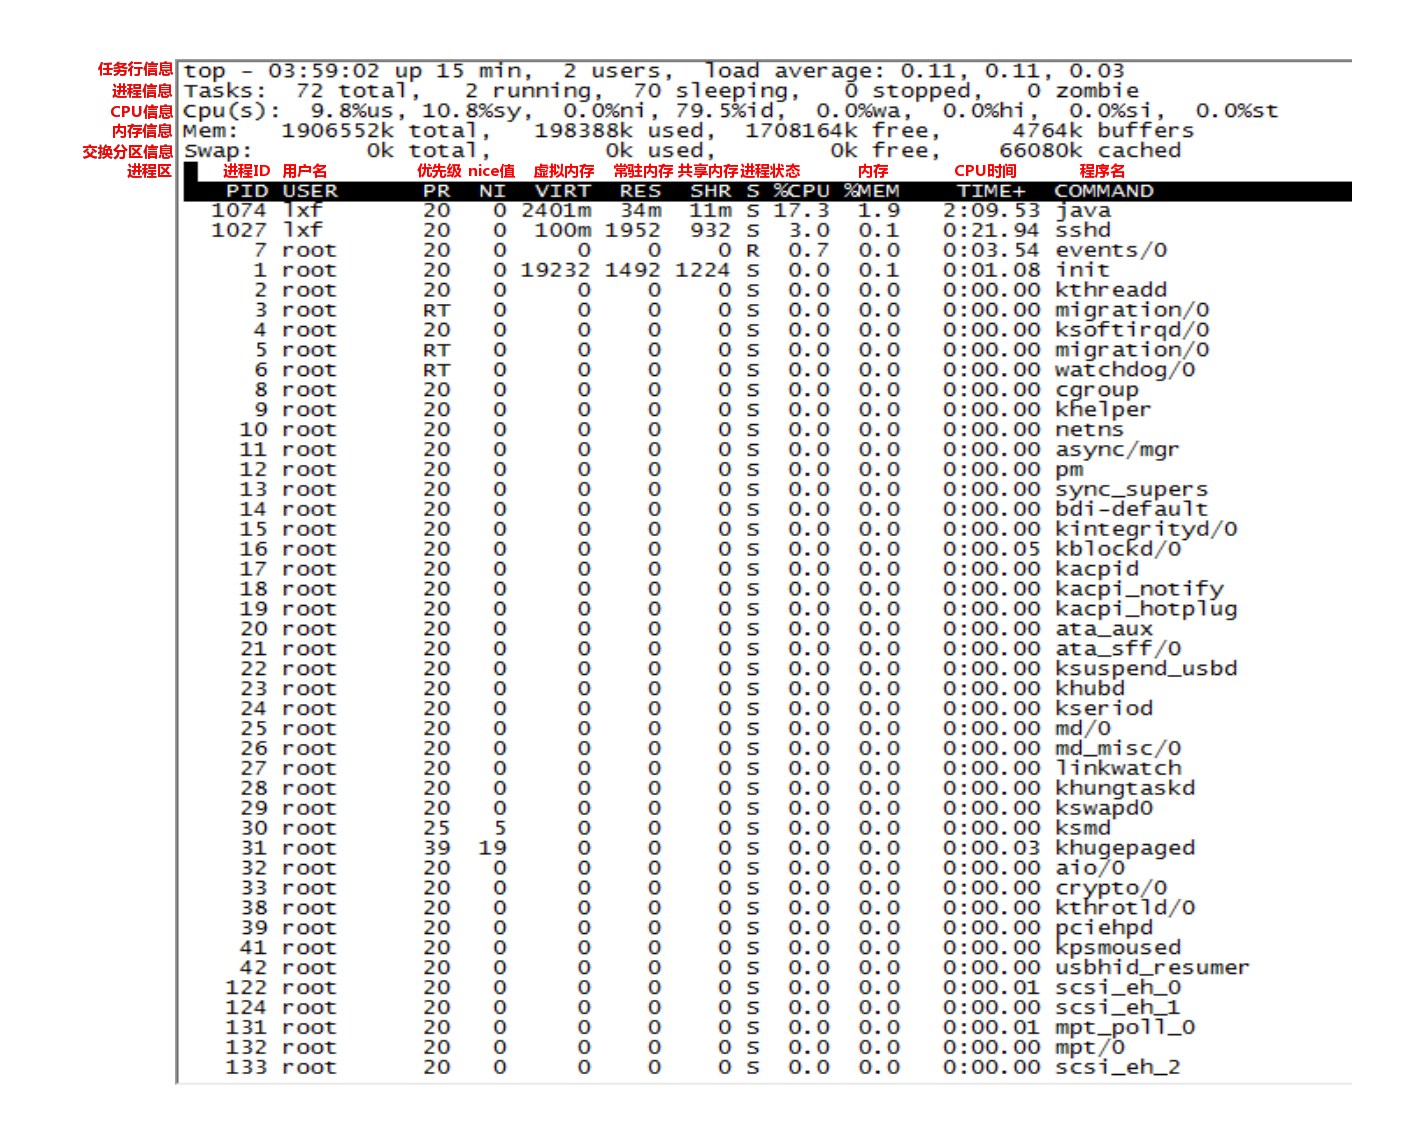 任务行信息 top - 03:59:02 up 15 min,  2 users,  load average: 0.11, 0.11, 0.03
进程信息 Tasks:  72 total,   2 running,  70 sleeping,   0 stopped,   0 zombie
CPU信息 Cpu(s):  9.8%us, 10.8%sy,  0.0%ni, 79.5%id,  0.0%wa,  0.0%hi,  0.0%si,  0.0%st
内存信息 Mem:   1906552k total,   198388k used,  1708164k free,     4764k buffers
交换分区信息 Swap:        0k total,        0k used,        0k free,    66080k cached
进程区 进程ID 用户名 优先级 nice值 虚拟内存 常驻内存 共享内存 进程状态 内存 CPU时间 程序名
PID USER PR NI VIRT RES SHR S %CPU %MEM TIME+ COMMAND
1074 lxf 20 0 2401m 34m 11m S 17.3 1.9 2:09.53 java
1027 lxf 20 0 100m 1952 932 S 3.0 0.1 0:21.94 sshd
7 root 20 0 0 0 0 R 0.7 0.0 0:03.54 events/0
1 root 20 0 19232 1492 1224 S 0.0 0.1 0:01.08 init
2 root 20 0 0 0 0 S 0.0 0.0 0:00.00 kthreadd
3 root RT 0 0 0 0 S 0.0 0.0 0:00.00 migration/0
4 root 20 0 0 0 0 S 0.0 0.0 0:00.00 ksoftirqd/0
5 root RT 0 0 0 0 S 0.0 0.0 0:00.00 migration/0
6 root RT 0 0 0 0 S 0.0 0.0 0:00.00 watchdog/0
8 root 20 0 0 0 0 S 0.0 0.0 0:00.00 cgroup
9 root 20 0 0 0 0 S 0.0 0.0 0:00.00 khelper
10 root 20 0 0 0 0 S 0.0 0.0 0:00.00 netns
11 root 20 0 0 0 0 S 0.0 0.0 0:00.00 async/mgr
12 root 20 0 0 0 0 S 0.0 0.0 0:00.00 pm
13 root 20 0 0 0 0 S 0.0 0.0 0:00.00 sync_supers
14 root 20 0 0 0 0 S 0.0 0.0 0:00.00 bdi-default
15 root 20 0 0 0 0 S 0.0 0.0 0:00.00 kintegrityd/0
16 root 20 0 0 0 0 S 0.0 0.0 0:00.05 kblockd/0
17 root 20 0 0 0 0 S 0.0 0.0 0:00.00 kacpid
18 root 20 0 0 0 0 S 0.0 0.0 0:00.00 kacpi_notify
19 root 20 0 0 0 0 S 0.0 0.0 0:00.00 kacpi_hotplug
20 root 20 0 0 0 0 S 0.0 0.0 0:00.00 ata_aux
21 root 20 0 0 0 0 S 0.0 0.0 0:00.00 ata_sff/0
22 root 20 0 0 0 0 S 0.0 0.0 0:00.00 ksuspend_usbd
23 root 20 0 0 0 0 S 0.0 0.0 0:00.00 khubd
24 root 20 0 0 0 0 S 0.0 0.0 0:00.00 kseriod
25 root 20 0 0 0 0 S 0.0 0.0 0:00.00 md/0
26 root 20 0 0 0 0 S 0.0 0.0 0:00.00 md_misc/0
27 root 20 0 0 0 0 S 0.0 0.0 0:00.00 linkwatch
28 root 20 0 0 0 0 S 0.0 0.0 0:00.00 khungtaskd
29 root 20 0 0 0 0 S 0.0 0.0 0:00.00 kswapd0
30 root 25 5 0 0 0 S 0.0 0.0 0:00.00 ksmd
31 root 39 19 0 0 0 S 0.0 0.0 0:00.03 khugepaged
32 root 20 0 0 0 0 S 0.0 0.0 0:00.00 aio/0
33 root 20 0 0 0 0 S 0.0 0.0 0:00.00 crypto/0
38 root 20 0 0 0 0 S 0.0 0.0 0:00.00 kthrotld/0
39 root 20 0 0 0 0 S 0.0 0.0 0:00.00 pciehpd
41 root 20 0 0 0 0 S 0.0 0.0 0:00.00 kpsmoused
42 root 20 0 0 0 0 S 0.0 0.0 0:00.00 usbhid_resumer
122 root 20 0 0 0 0 S 0.0 0.0 0:00.01 scsi_eh_0
124 root 20 0 0 0 0 S 0.0 0.0 0:00.00 scsi_eh_1
131 root 20 0 0 0 0 S 0.0 0.0 0:00.01 mpt_poll_0
132 root 20 0 0 0 0 S 0.0 0.0 0:00.00 mpt/0
133 root 20 0 0 0 0 S 0.0 0.0 0:00.00 scsi_eh_2